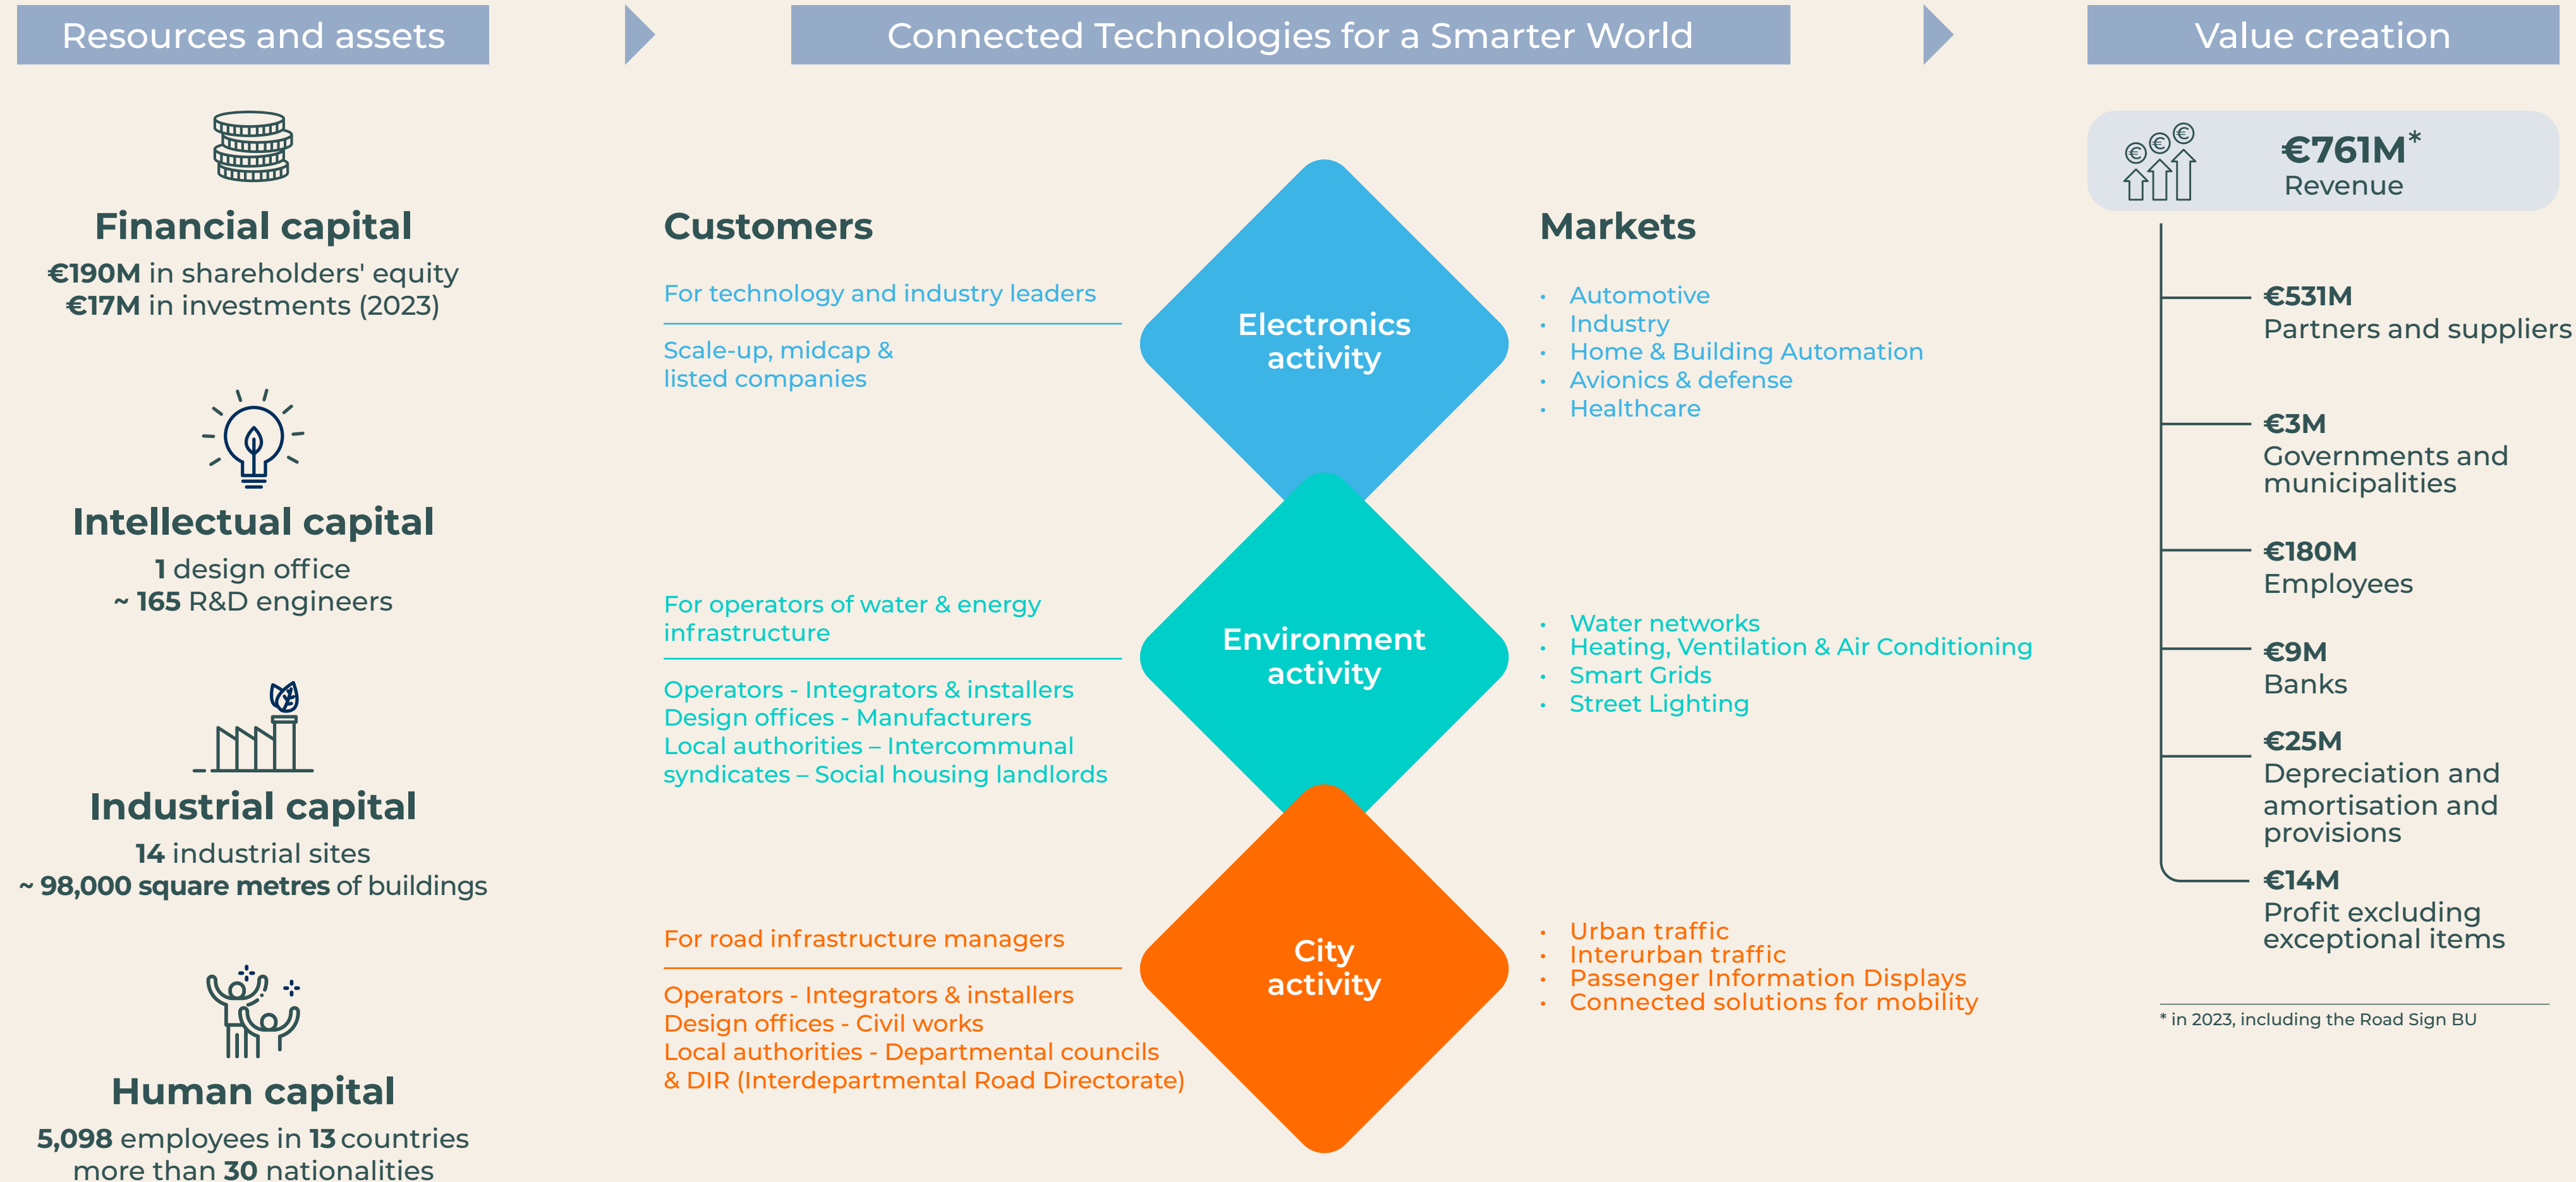 Resources and assets
Connected Technologies for a Smarter World
Value creation
Financial capital
€190M in shareholders' equity
€17M in investments (2023)
Intellectual capital
1 design office
~ 165 R&D engineers
Industrial capital
14 industrial sites
~ 98,000 square metres of buildings
Human capital
5,098 employees in 13 countries
more than 30 nationalities
Customers
For technology and industry leaders
Scale-up, midcap &
listed companies
For operators of water & energy
infrastructure
Operators - Integrators & installers
Design offices - Manufacturers
Local authorities – Intercommunal
syndicates – Social housing landlords
For road infrastructure managers
Operators - Integrators & installers
Design offices - Civil works
Local authorities - Departmental councils
& DIR (Interdepartmental Road Directorate)
Electronics
activity
Environment
activity
City
activity
Markets
• Automotive
• Industry
• Home & Building Automation
• Avionics & defense
• Healthcare
• Water networks
• Heating, Ventilation & Air Conditioning
• Smart Grids
• Street Lighting
• Urban traffic
• Interurban traffic
• Passenger Information Displays
• Connected solutions for mobility
€761M*
Revenue
€531M
Partners and suppliers
€3M
Governments and
municipalities
€180M
Employees
€9M
Banks
€25M
Depreciation and
amortisation and
provisions
€14M
Profit excluding
exceptional items
* in 2023, including the Road Sign BU